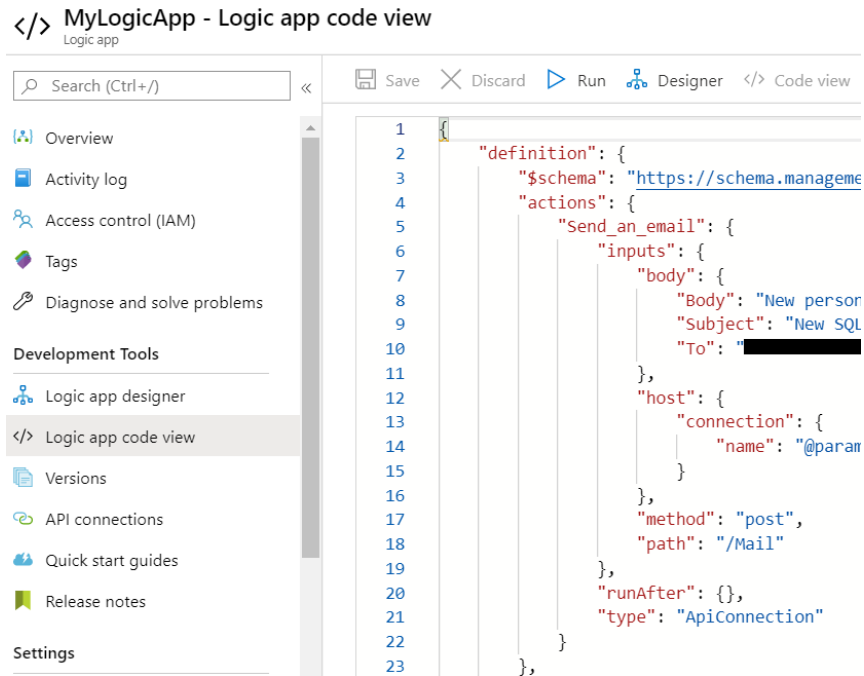 MyLogicApp - Logic app code view
Logic app
Search (Ctrl+/)
«
Overview
Activity log
Access control (IAM)
Tags
Diagnose and solve problems
Development Tools
Logic app designer
Logic app code view
Versions
API connections
Quick start guides
Release notes
Settings
Save Discard Run Designer </> Code view
1 {
2 "definition": {
3 "$schema": "https://schema.manageme
4 "actions": {
5 "Send_an_email": {
6 "inputs": {
7 "body": {
8 "Body": "New person
9 "Subject": "New SQL
10 "To": "
11 },
12 "host": {
13 "connection": {
14 "name": "@param
15 }
16 },
17 "method": "post",
18 "path": "/Mail"
19 },
20 "runAfter": {},
21 "type": "ApiConnection"
22 }
23 },